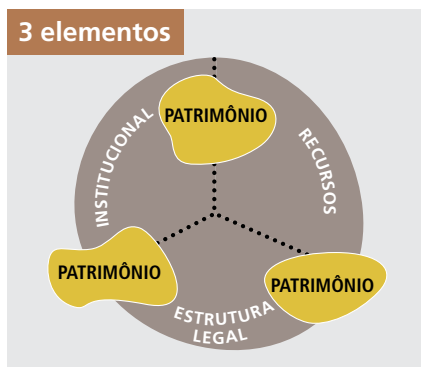 3 elementos
PATRIMÔNIO
INSTITUCIONAL
RECURSOS
PATRIMÔNIO
PATRIMÔNIO
ESTRUTURA
LEGAL